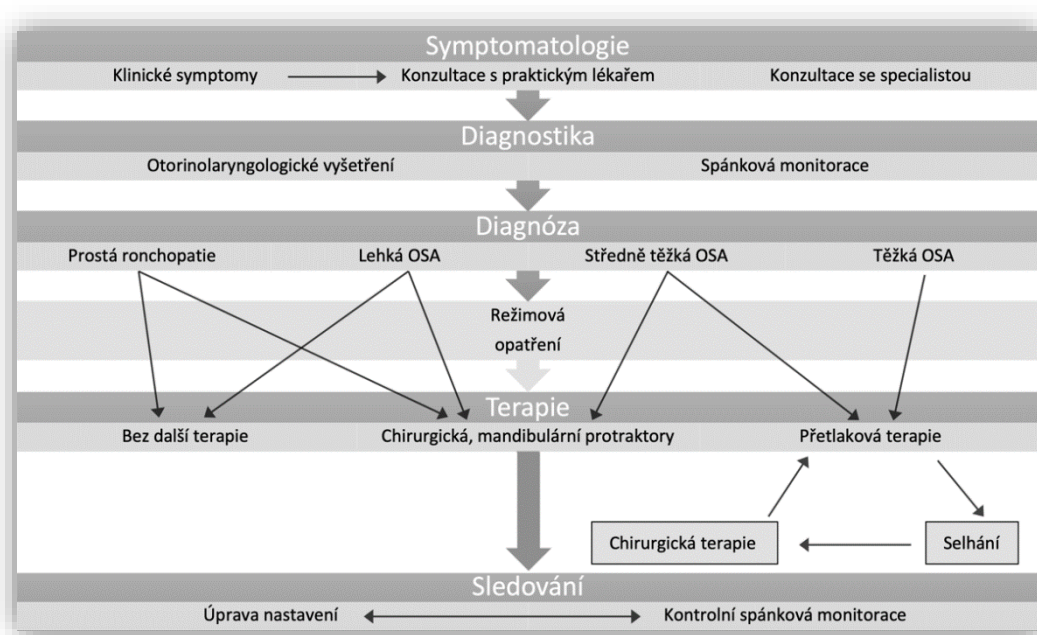 Symptomatologie
Klinické symptomy
Konzultace s praktickým lékařem
Konzultace se specialistou
Diagnostika
Otorinolaryngologické vyšetření
Spánková monitorace
Diagnóza
Prostá ronchopatie
Lehká OSA
Středně těžká OSA
Těžká OSA
Režimová
opatření
Terapie
Bez další terapie
Chirurgická, mandibulární protraktory
Přetlaková terapie
Chirurgická terapie
Selhání
Sledování
Úprava nastavení
Kontrolní spánková monitorace